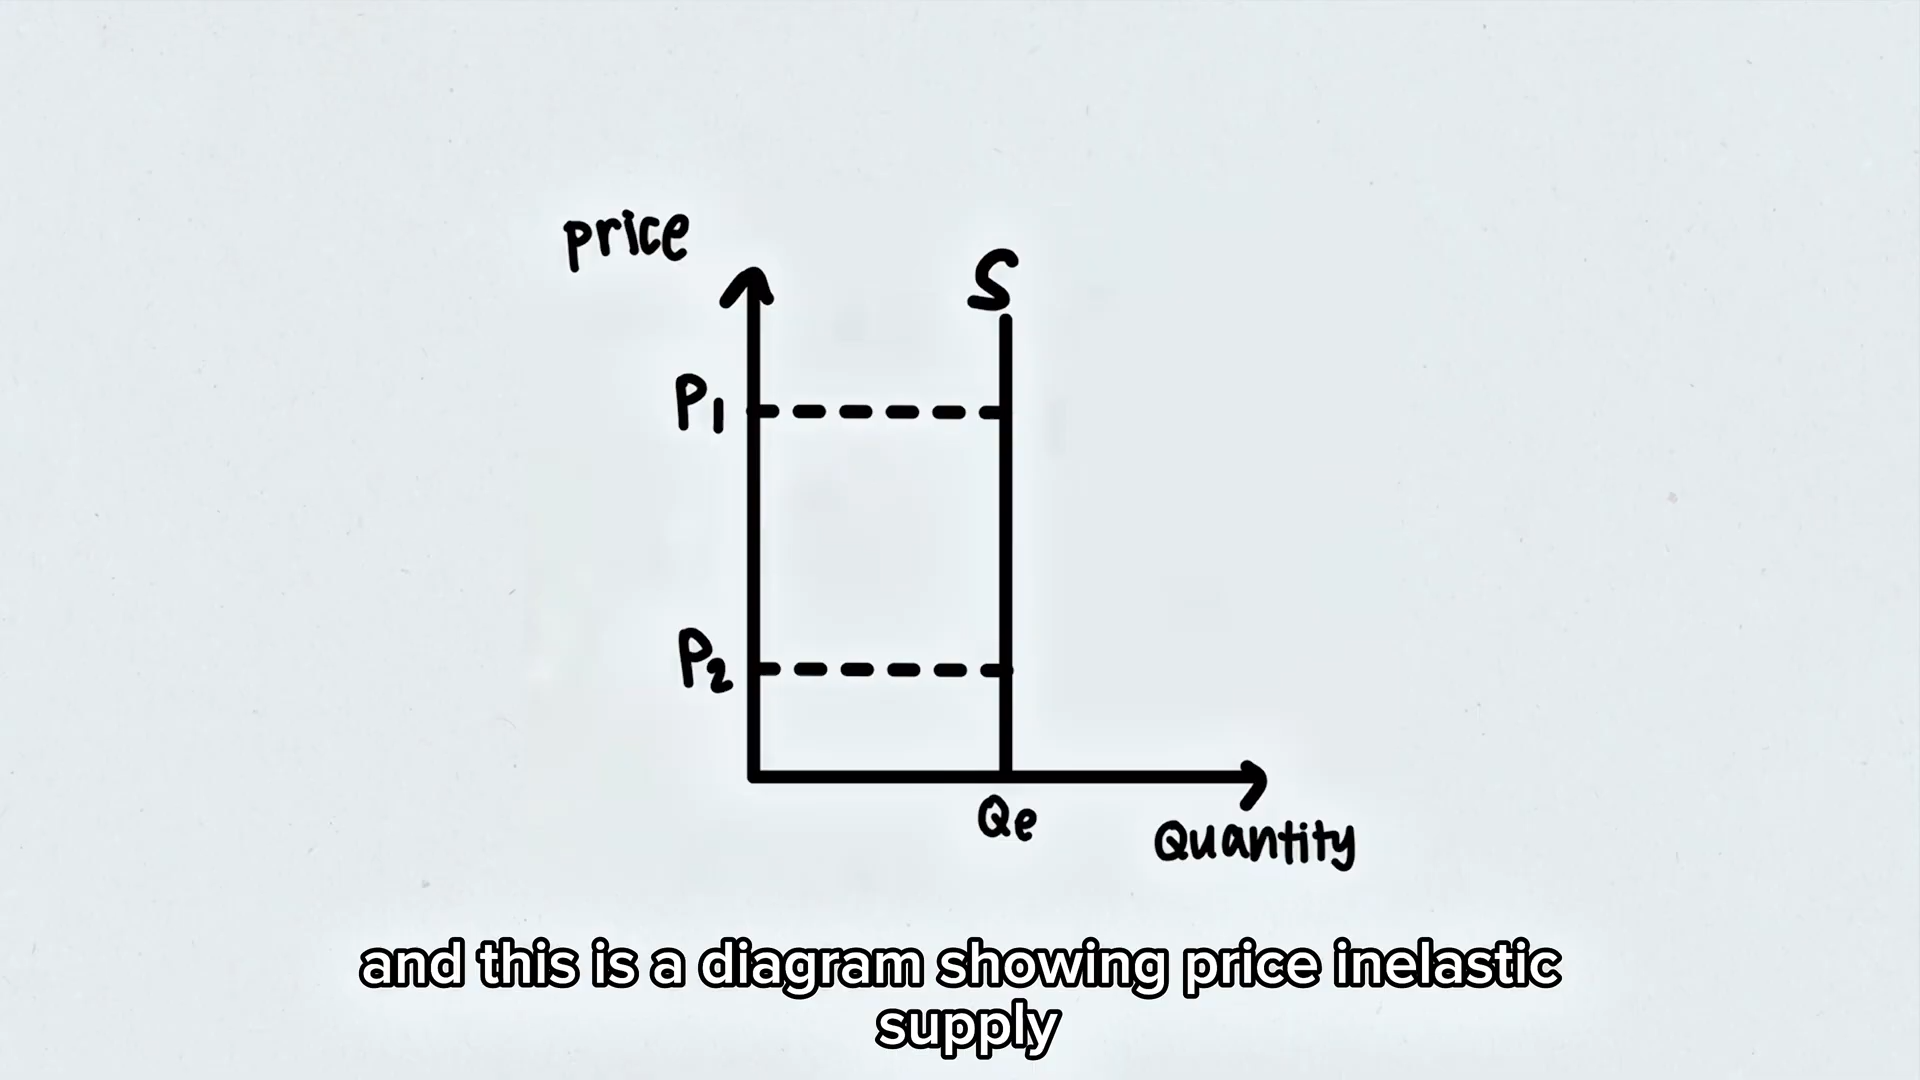 price
S
P1
P2
Qe
Quantity
and this is a diagram showing price inelastic
supply